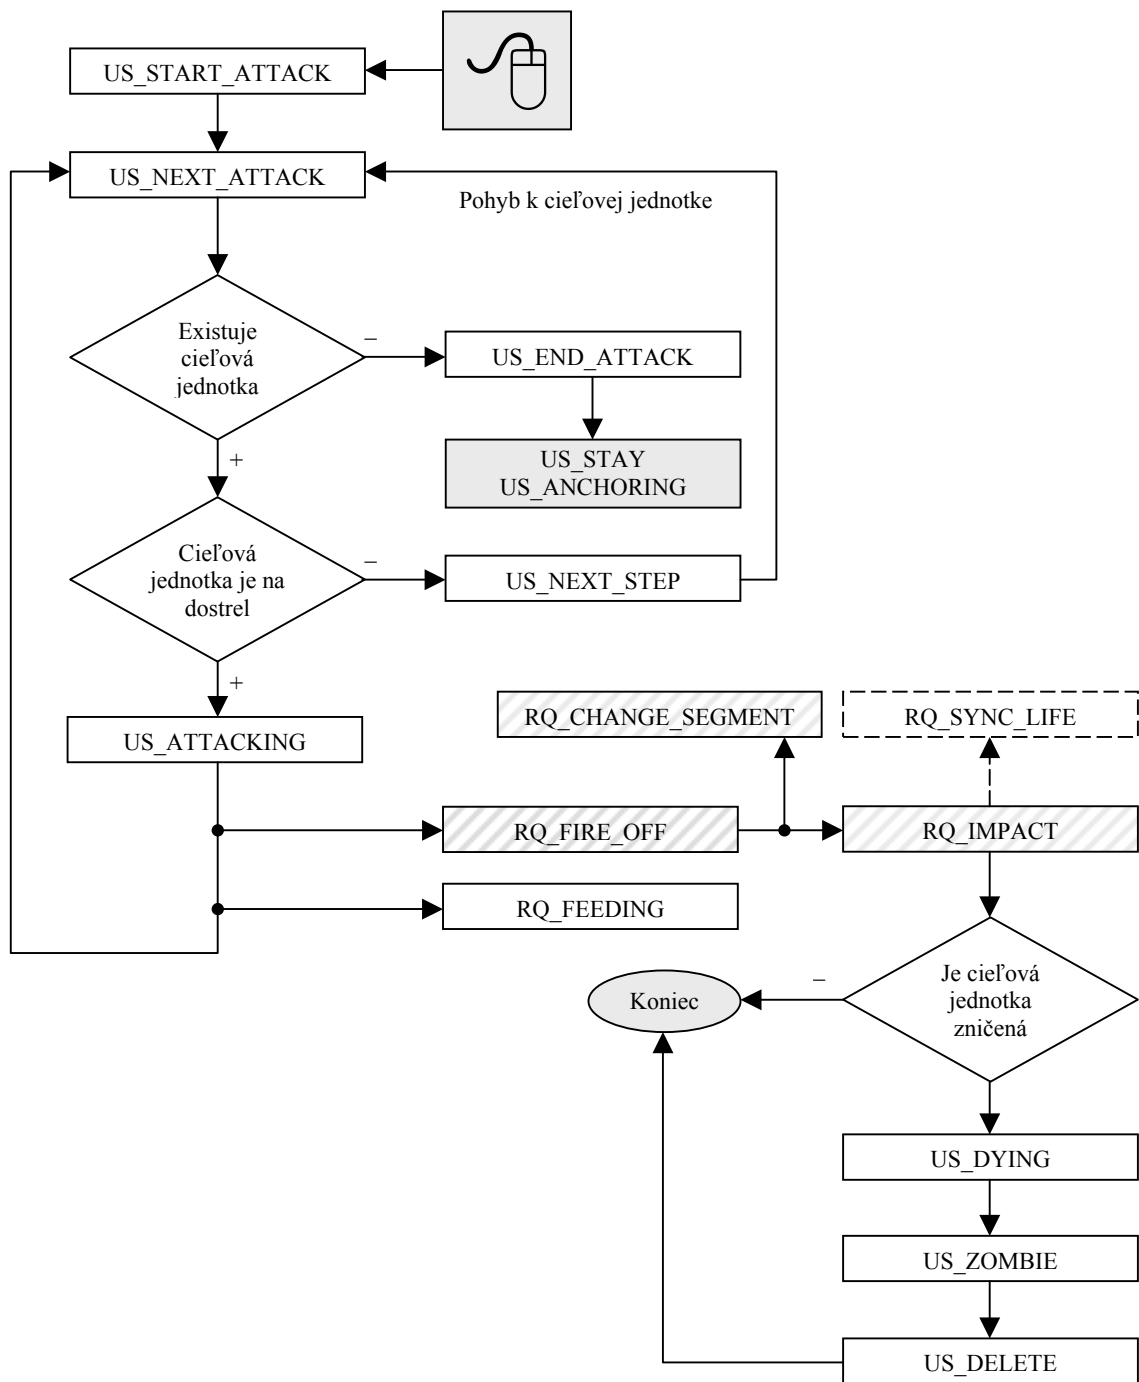 US_START_ATTACK
US_NEXT_ATTACK
Pohyb k cieľovej jednotke
Existuje
cieľová
jednotka
–
US_END_ATTACK
US_STAY
US_ANCHORING
+
Cieľová
jednotka je na
dostrel
–
US_NEXT_STEP
+
US_ATTACKING
RQ_CHANGE_SEGMENT
RQ_SYNC_LIFE
RQ_FIRE_OFF
RQ_IMPACT
RQ_FEEDING
Je cieľová
jednotka
zničená
–
Koniec
US_DYING
US_ZOMBIE
US_DELETE